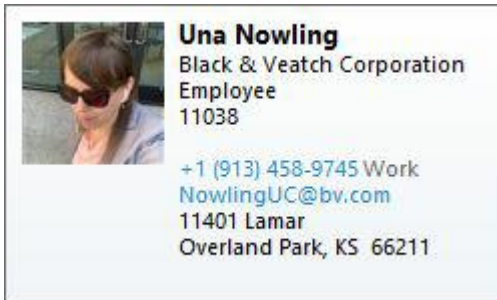 Una Nowling
Black & Veatch Corporation
Employee
11038
+1 (913) 458-9745 Work
NowlingUC@bv.com
11401 Lamar
Overland Park, KS 66211